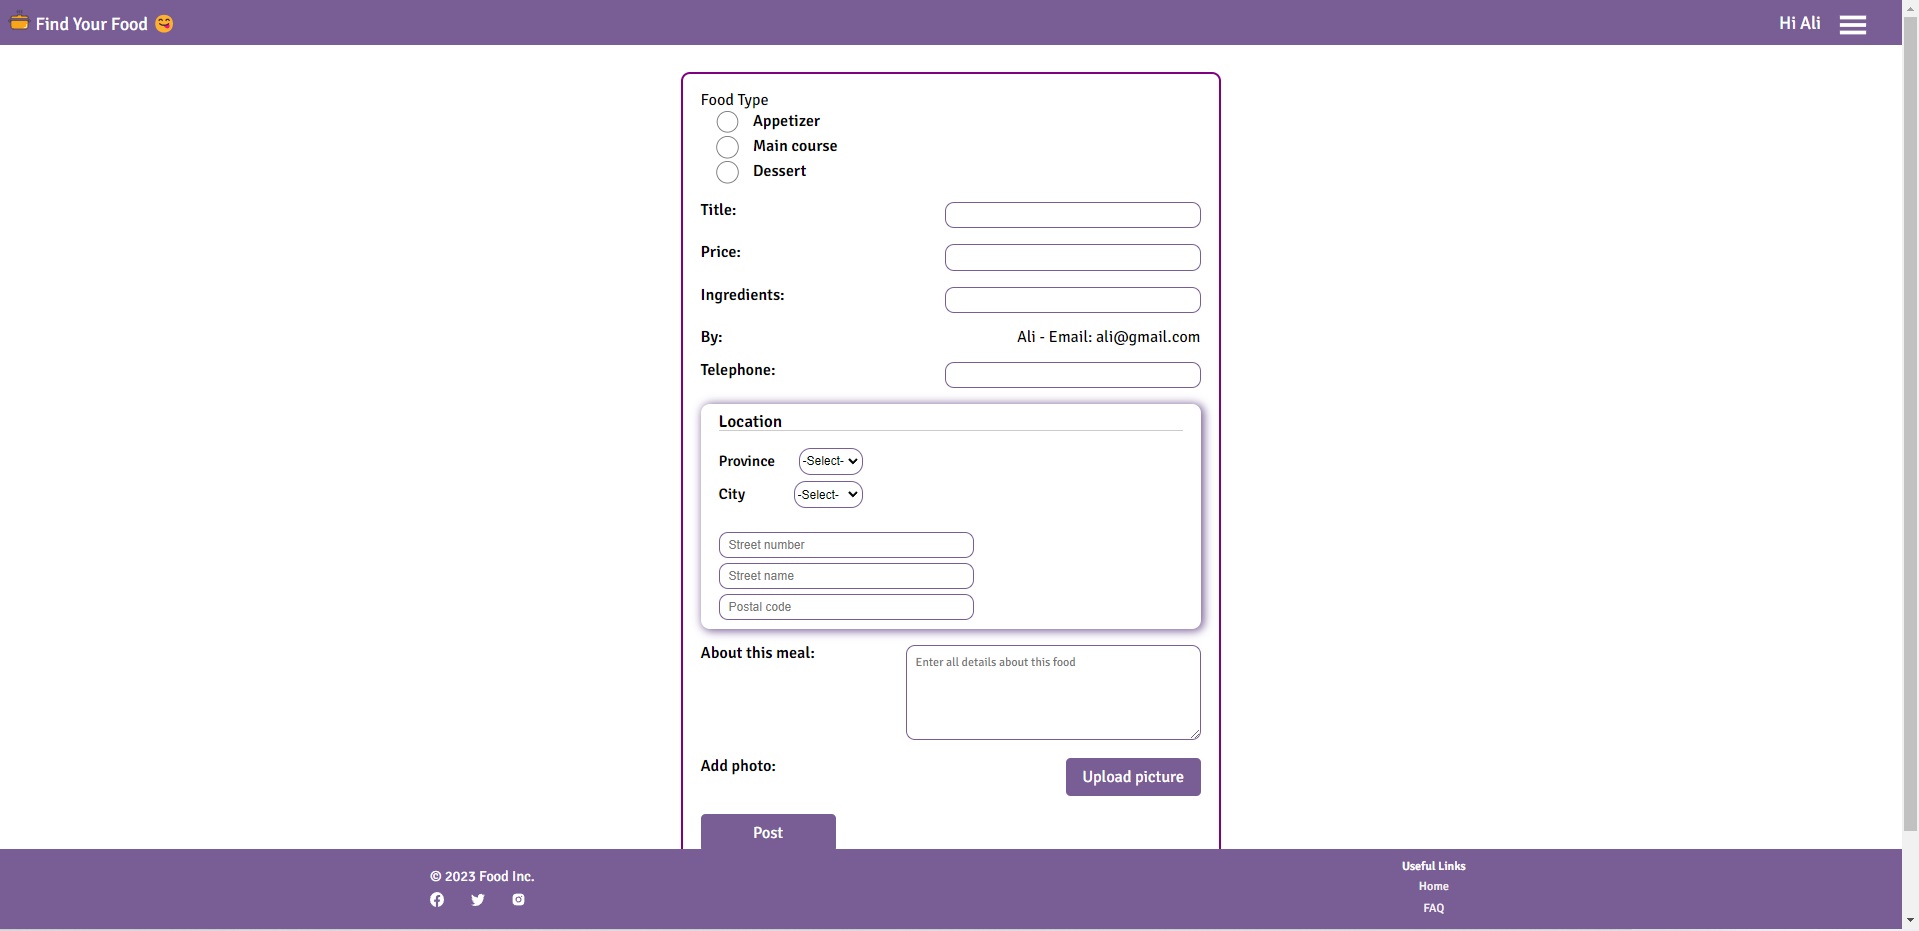 Find Your Food 😋
Hi Ali
Food Type
Appetizer
Main course
Dessert
Title:
Price:
Ingredients:
By: Ali - Email: ali@gmail.com
Telephone:
Location
Province -Select-
City -Select-
Street number
Street name
Postal code
About this meal: Enter all details about this food
Add photo: Upload picture
Post
© 2023 Food Inc.
Useful Links
Home
FAQ